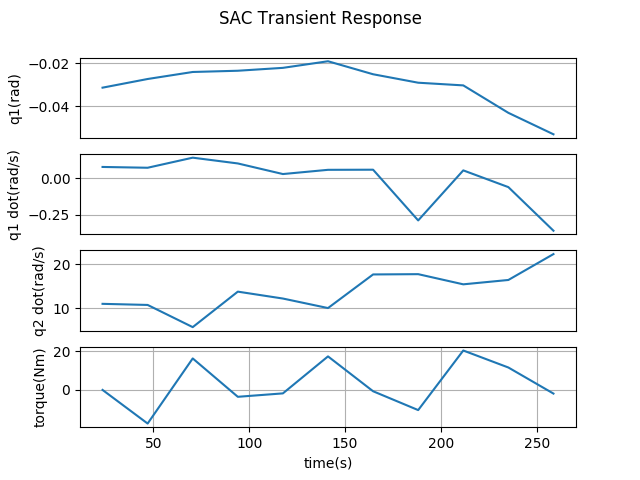 SAC Transient Response
−0.02
−0.04
q1(rad)
0.00
−0.25
q1 dot(rad/s)
20
10
q2 dot(rad/s)
20
0
torque(Nm)
50 100 150 200 250
time(s)